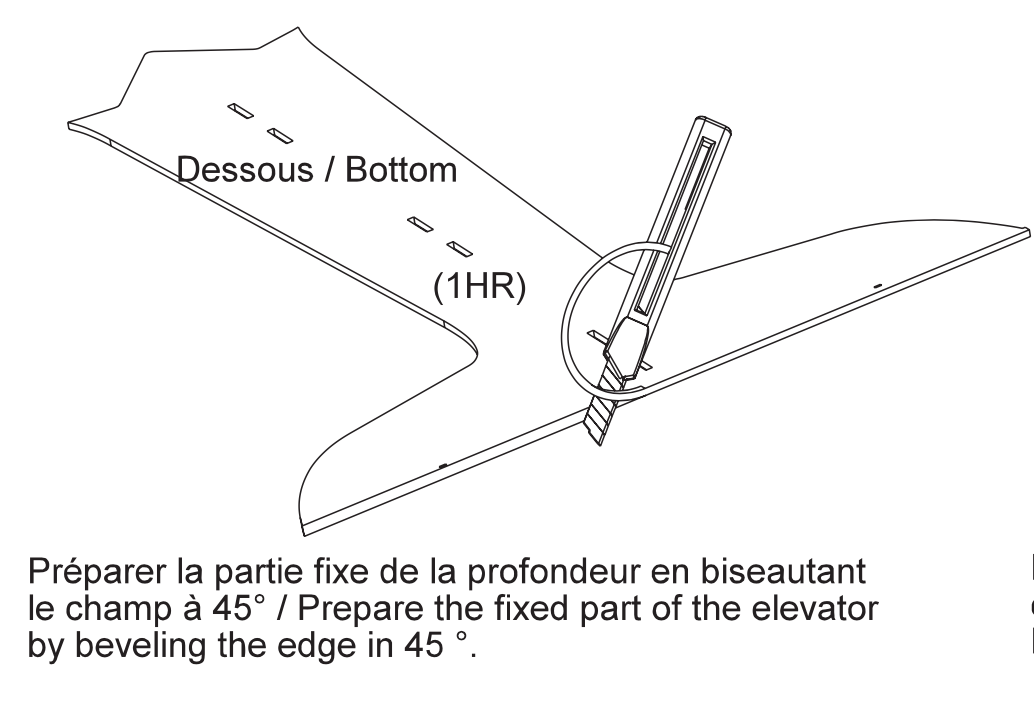 Dessous / Bottom
(1HR)
Préparer la partie fixe de la profondeur en biseautant
le champ à 45° / Prepare the fixed part of the elevator
by beveling the edge in 45 °.